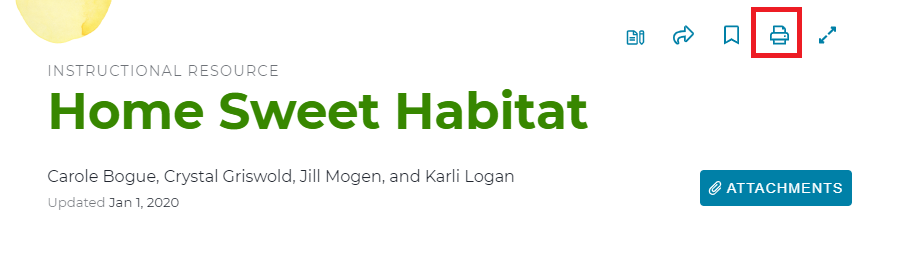 INSTRUCTIONAL RESOURCE
Home Sweet Habitat
Carole Bogue, Crystal Griswold, Jill Mogen, and Karli Logan
Updated Jan 1, 2020
ATTACHMENTS